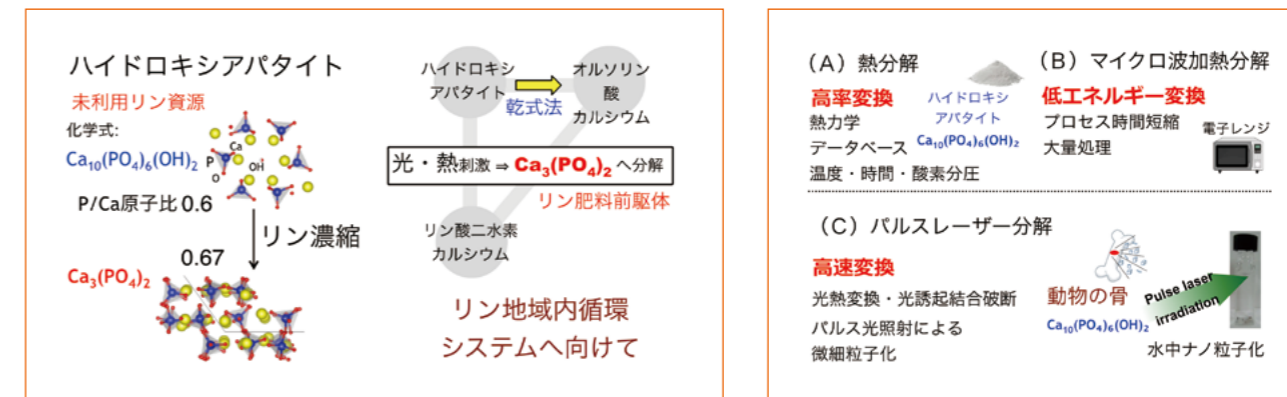 ハイドロキシアパタイト
未利用リン資源
化学式:
Ca₁₀(PO₄)₆(OH)₂
P
Ca
O
OH
P/Ca原子比 0.6
リン濃縮
0.67
Ca₃(PO₄)₂
ハイドロキシ
アパタイト
乾式法
オルソリン
酸
カルシウム
光・熱刺激 ⇒ Ca₃(PO₄)₂ へ分解
リン肥料前駆体
リン酸二水素
カルシウム
リン地域内循環
システムへ向けて
(A) 熱分解
高率変換
熱力学
データベース
温度・時間・酸素分圧
ハイドロキシ
アパタイト
Ca₁₀(PO₄)₆(OH)₂
(B) マイクロ波加熱分解
低エネルギー変換
プロセス時間短縮
大量処理
電子レンジ
(C) パルスレーザー分解
高速変換
光熱変換・光誘起結合破断
パルス光照射による
微細粒子化
動物の骨
Ca₁₀(PO₄)₆(OH)₂
Pulse laser
irradiation
水中ナノ粒子化